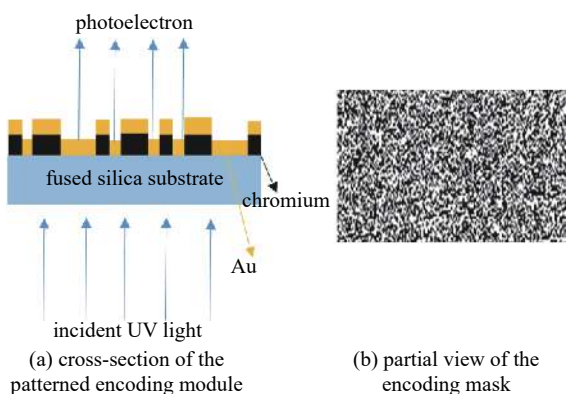 photoelectron
fused silica substrate
chromium
Au
incident UV light
(a) cross-section of the
patterned encoding module
(b) partial view of the
encoding mask